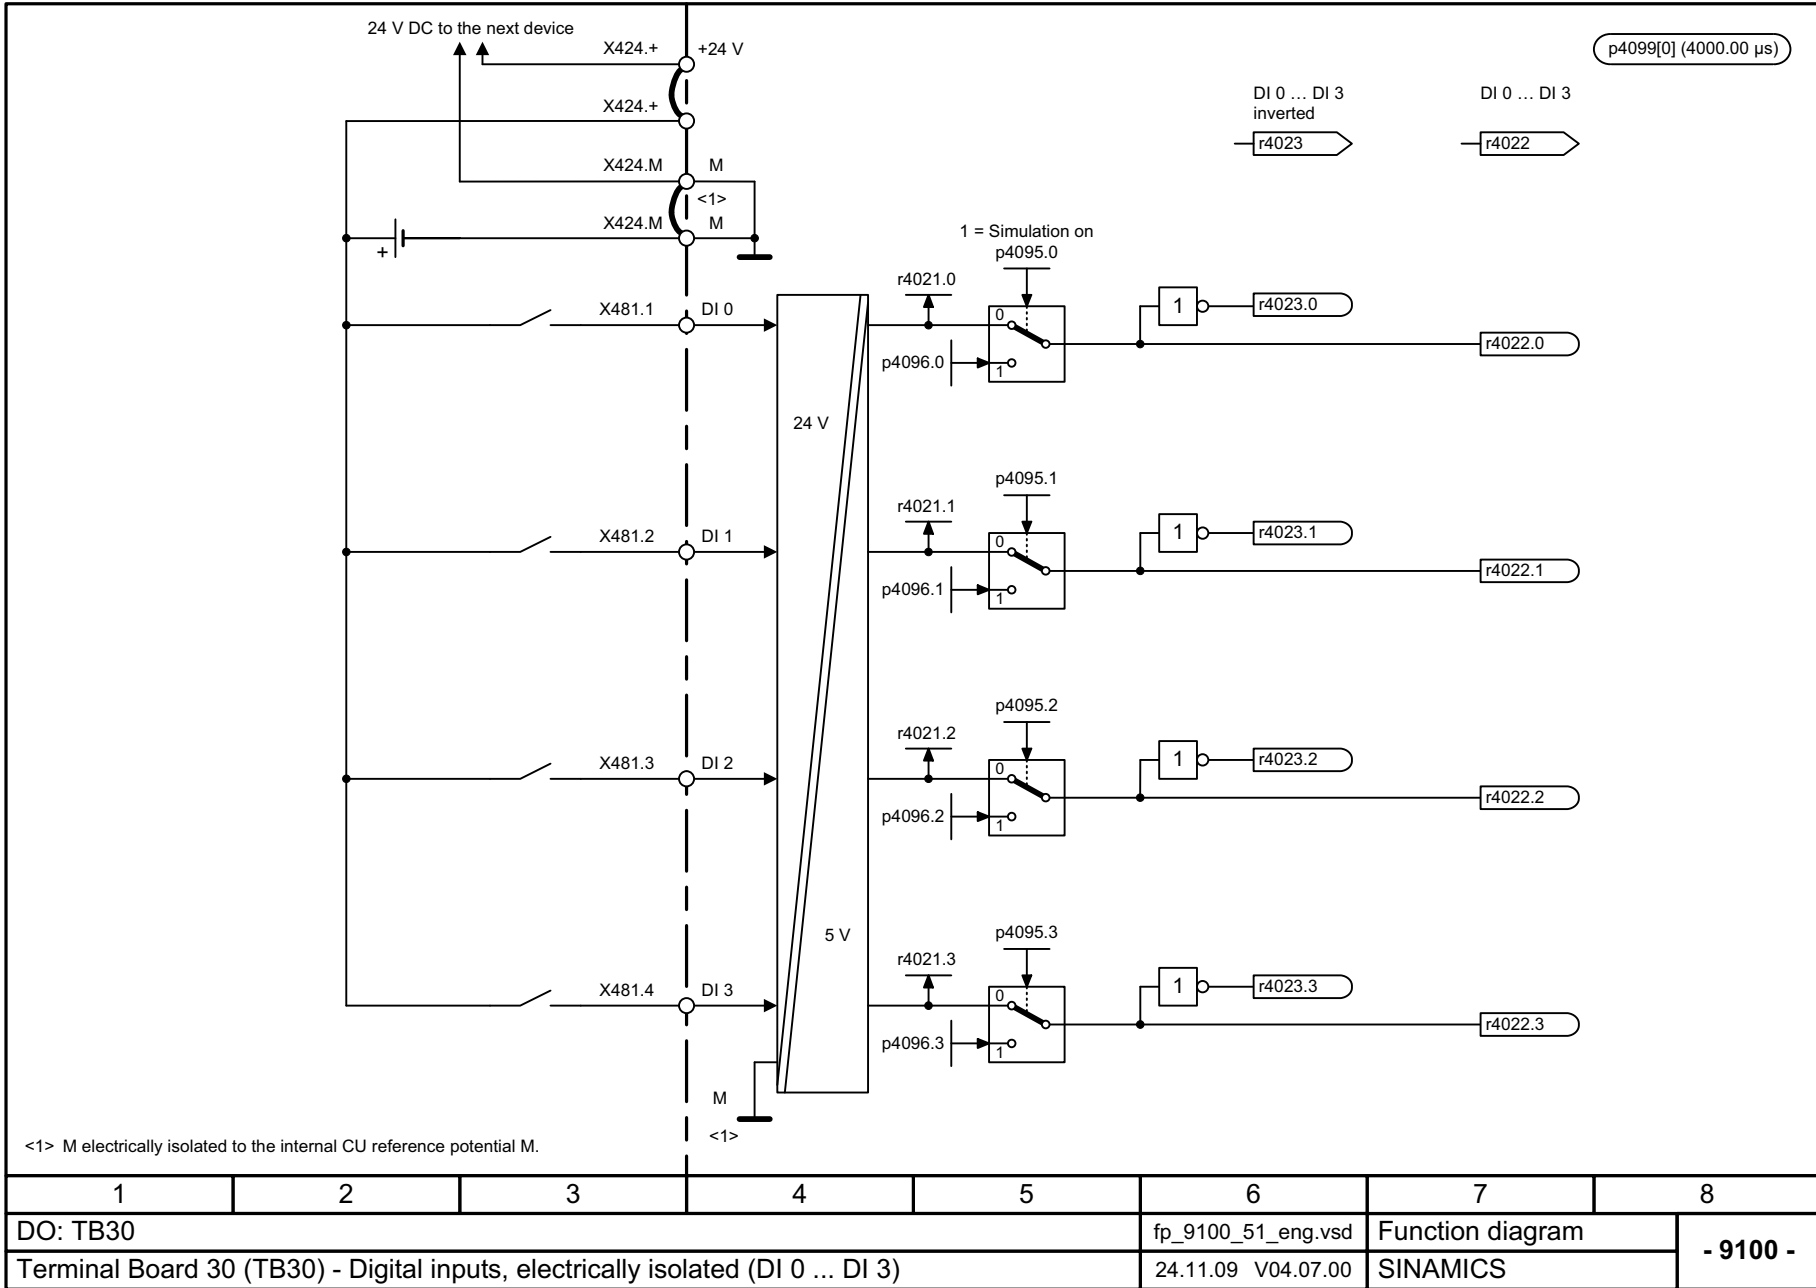 24 V DC to the next device
X424.+
+24 V
p4099[0] (4000.00 µs)
X424.+
DI 0 … DI 3
inverted
r4023
DI 0 … DI 3
r4022
X424.M
M
<1>
X424.M
M
+
1 = Simulation on
p4095.0
X481.1
DI 0
r4021.0
0
p4096.0
1
1
r4023.0
r4022.0
24 V
p4095.1
X481.2
DI 1
r4021.1
0
p4096.1
1
1
r4023.1
r4022.1
p4095.2
X481.3
DI 2
r4021.2
0
p4096.2
1
1
r4023.2
r4022.2
5 V
p4095.3
X481.4
DI 3
r4021.3
0
p4096.3
1
1
r4023.3
r4022.3
M
<1>
<1> M electrically isolated to the internal CU reference potential M.
1 2 3 4 5 6 7 8
DO: TB30
fp_9100_51_eng.vsd
Function diagram
- 9100 -
Terminal Board 30 (TB30) - Digital inputs, electrically isolated (DI 0 ... DI 3)
24.11.09 V04.07.00
SINAMICS